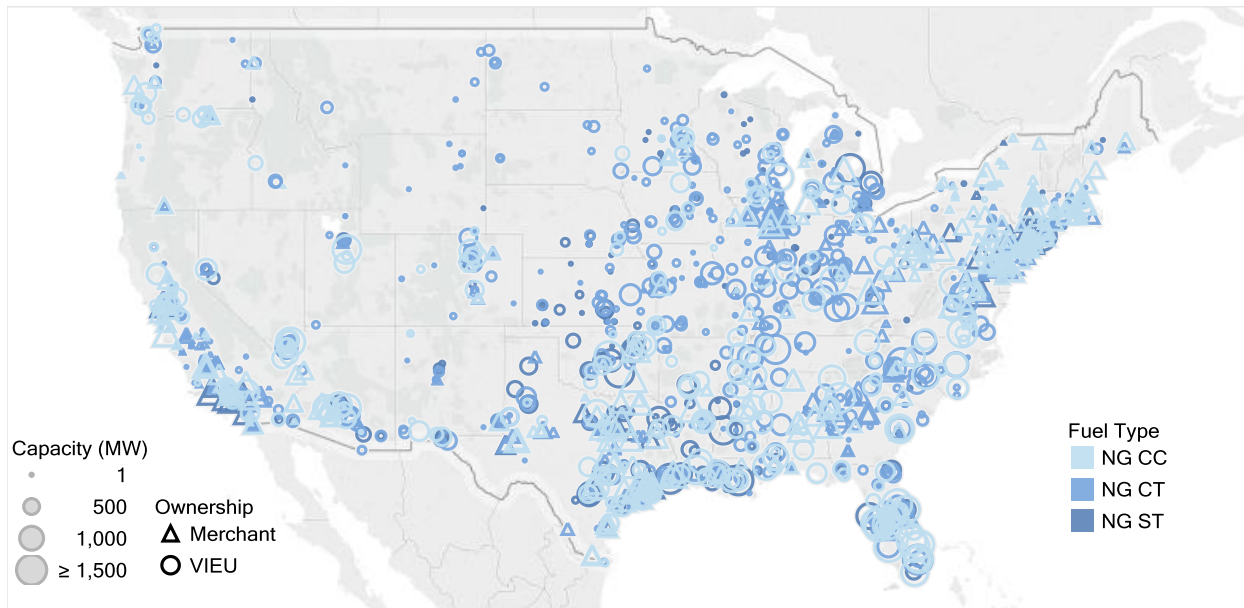 Capacity (MW)
1
500
1,000
≥ 1,500
Ownership
Merchant
VIEU
Fuel Type
NG CC
NG CT
NG ST